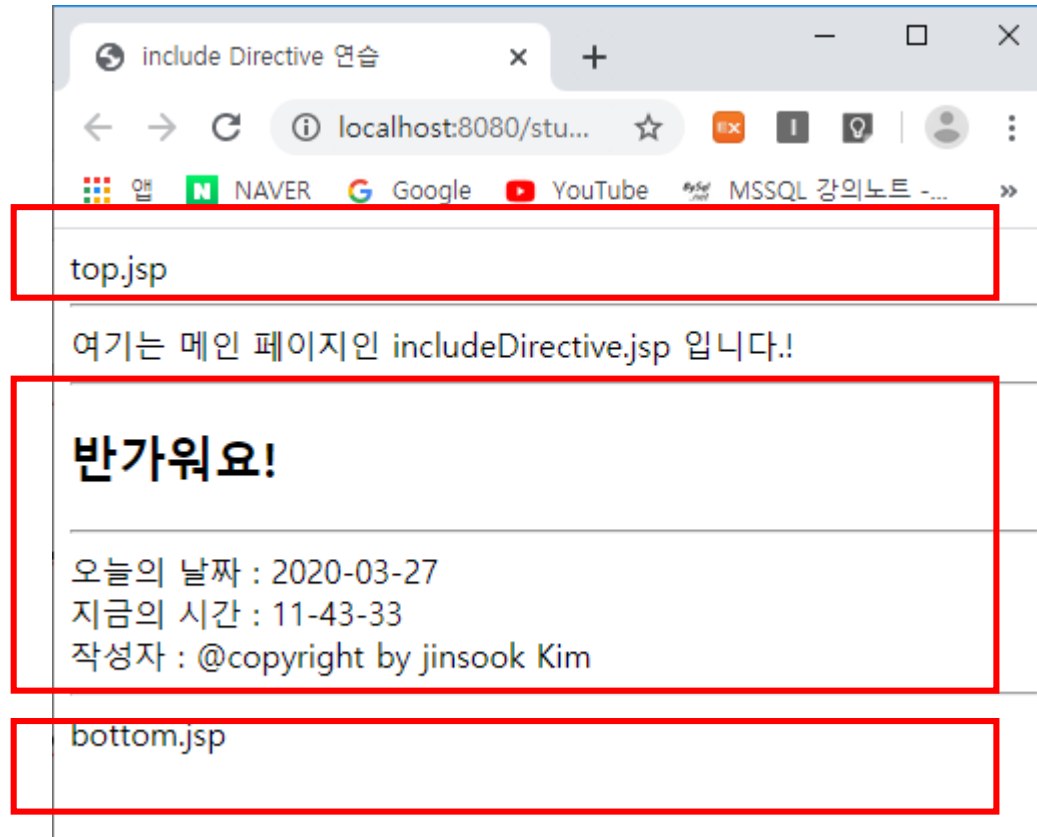 include Directive 연습
localhost:8080/stu...
앱 NAVER Google YouTube MSSQL 강의노트 -...
top.jsp
여기는 메인 페이지인 includeDirective.jsp 입니다.!
반가워요!
오늘의 날짜 : 2020-03-27
지금의 시간 : 11-43-33
작성자 : @copyright by jinsook Kim
bottom.jsp